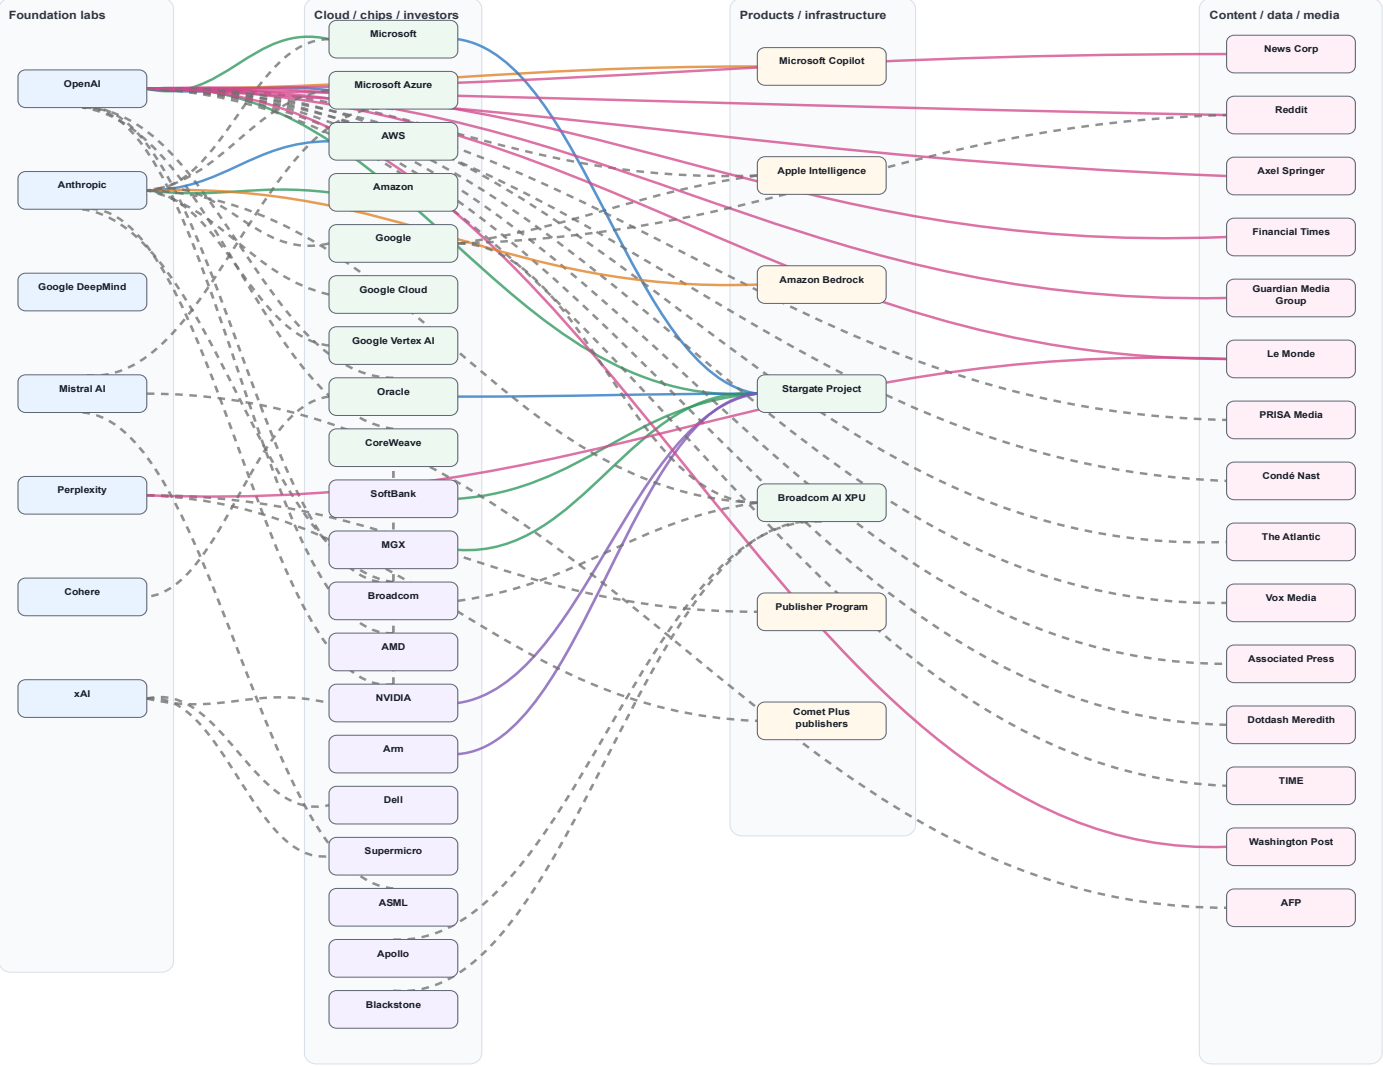 Foundation labs
OpenAI
Anthropic
Google DeepMind
Mistral AI
Perplexity
Cohere
xAI
Cloud / chips / investors
Microsoft
Microsoft Azure
AWS
Amazon
Google
Google Cloud
Google Vertex AI
Oracle
CoreWeave
SoftBank
MGX
Broadcom
AMD
NVIDIA
Arm
Dell
Supermicro
ASML
Apollo
Blackstone
Products / infrastructure
Microsoft Copilot
Apple Intelligence
Amazon Bedrock
Stargate Project
Broadcom AI XPU
Publisher Program
Comet Plus
publishers
Content / data / media
News Corp
Reddit
Axel Springer
Financial Times
Guardian Media
Group
Le Monde
PRISA Media
Condé Nast
The Atlantic
Vox Media
Associated Press
Dotdash Meredith
TIME
Washington Post
AFP